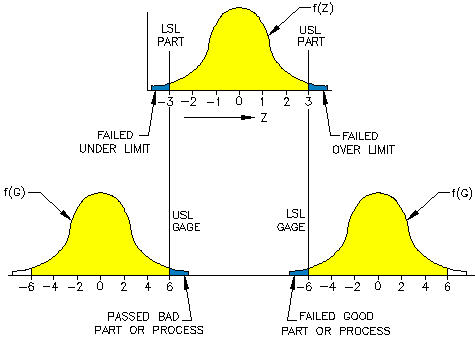 f(Z)
LSL
PART
USL
PART
-3 -2 -1 0 1 2 3
Z
FAILED
UNDER LIMIT
FAILED
OVER LIMIT
f(G)
USL
GAGE
LSL
GAGE
f(G)
-6 -4 -2 0 2 4 6
-6 -4 -2 0 2 4 6
PASSED BAD
PART OR PROCESS
FAILED GOOD
PART OR PROCESS